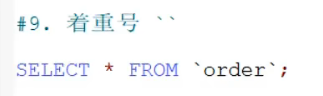 #9. 着重号 ``
SELECT * FROM `order`;